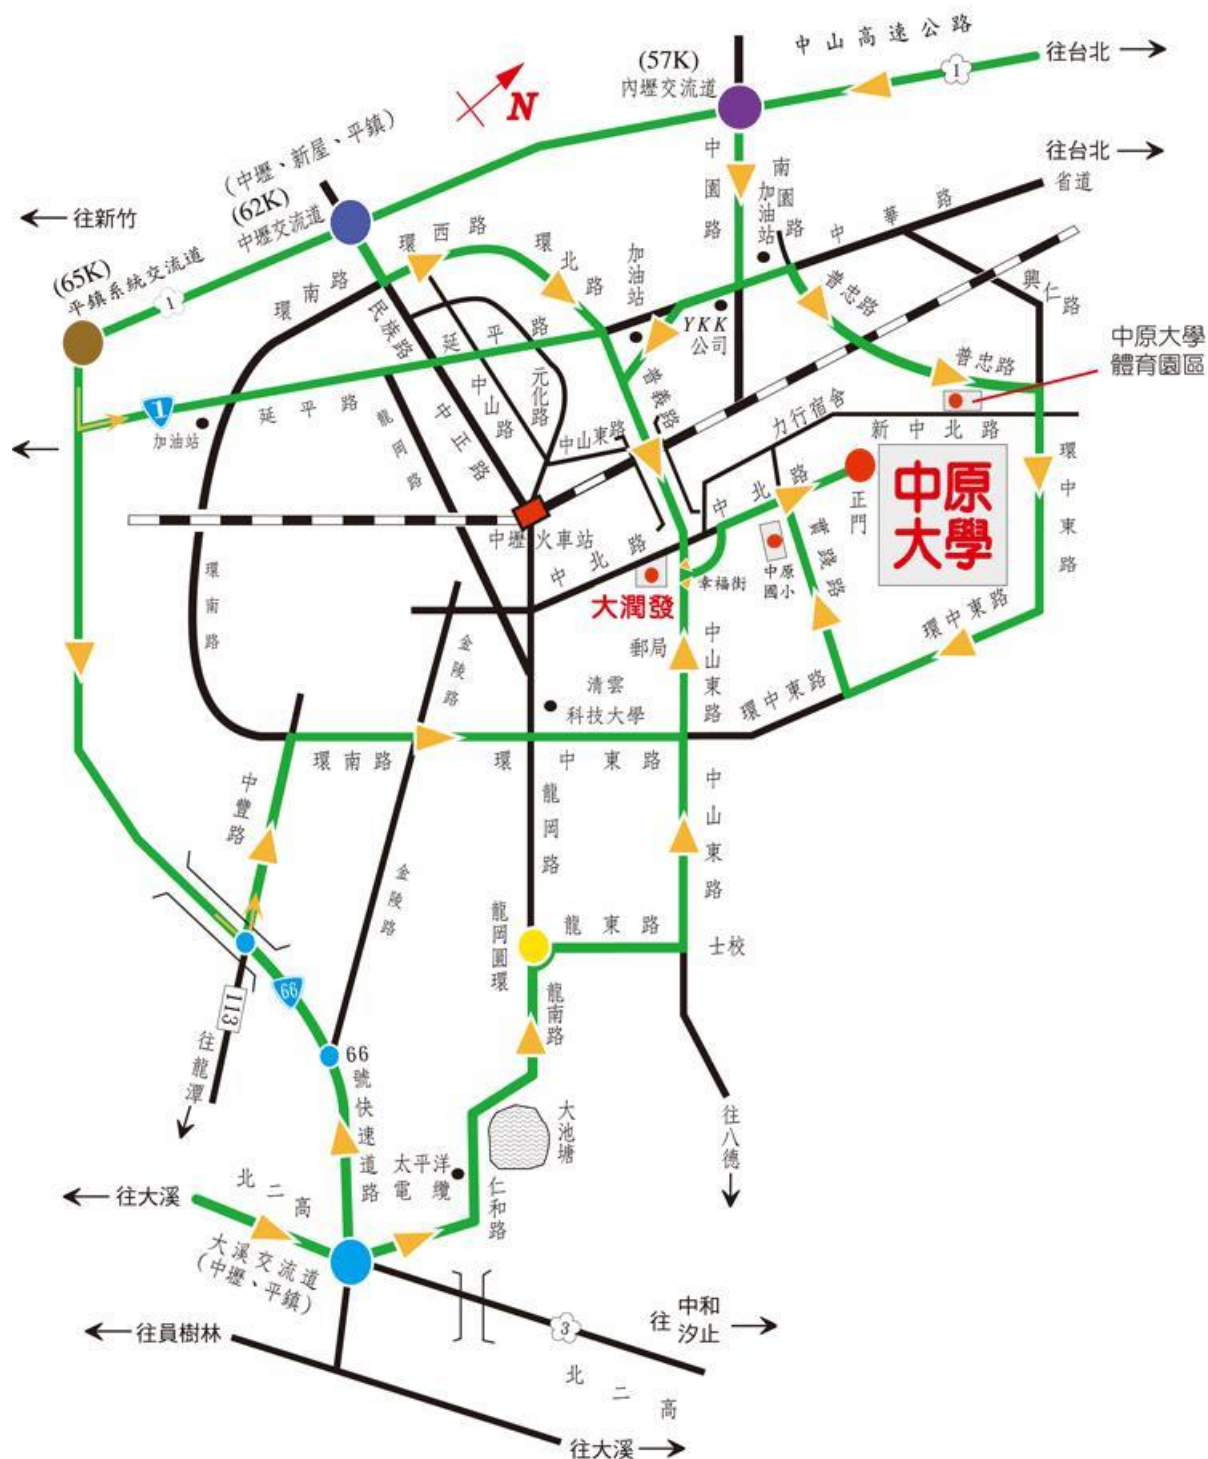 中山高速公路
1
往台北
(57K)
內壢交流道
N
往台北
省道
(中壢、新屋、平鎮)
(62K)
中壢交流道
往新竹
(65K)
平鎮系統交流道
1
中園路
南園路
加油站
中華路
環西路
環北路
加油站
環南路
民族路
延平路
YKK
公司
普忠路
興仁路
中原大學
體育園區
普忠路
1
加油站
延平路
龍岡路
中正路
中山路
元化路
中山東路
普義路
力行宿舍
新中北路
環中東路
中原
大學
正門
中北路
中壢火車站
中北路
大潤發
幸福街
中原
國小
實踐路
環南路
郵局
中山東路
環中東路
環中東路
金陵路
清雲
科技大學
環南路
環中東路
中豐路
龍岡路
中山東路
金陵路
龍岡圓環
龍東路
士校
66
113
往龍潭
66
號快速道路
龍南路
大池塘
往八德
太平洋
電纜
仁和路
往大溪
北二高
大溪交流道
(中壢、平鎮)
往員樹林
3
往
中和
汐止
北二高
往大溪